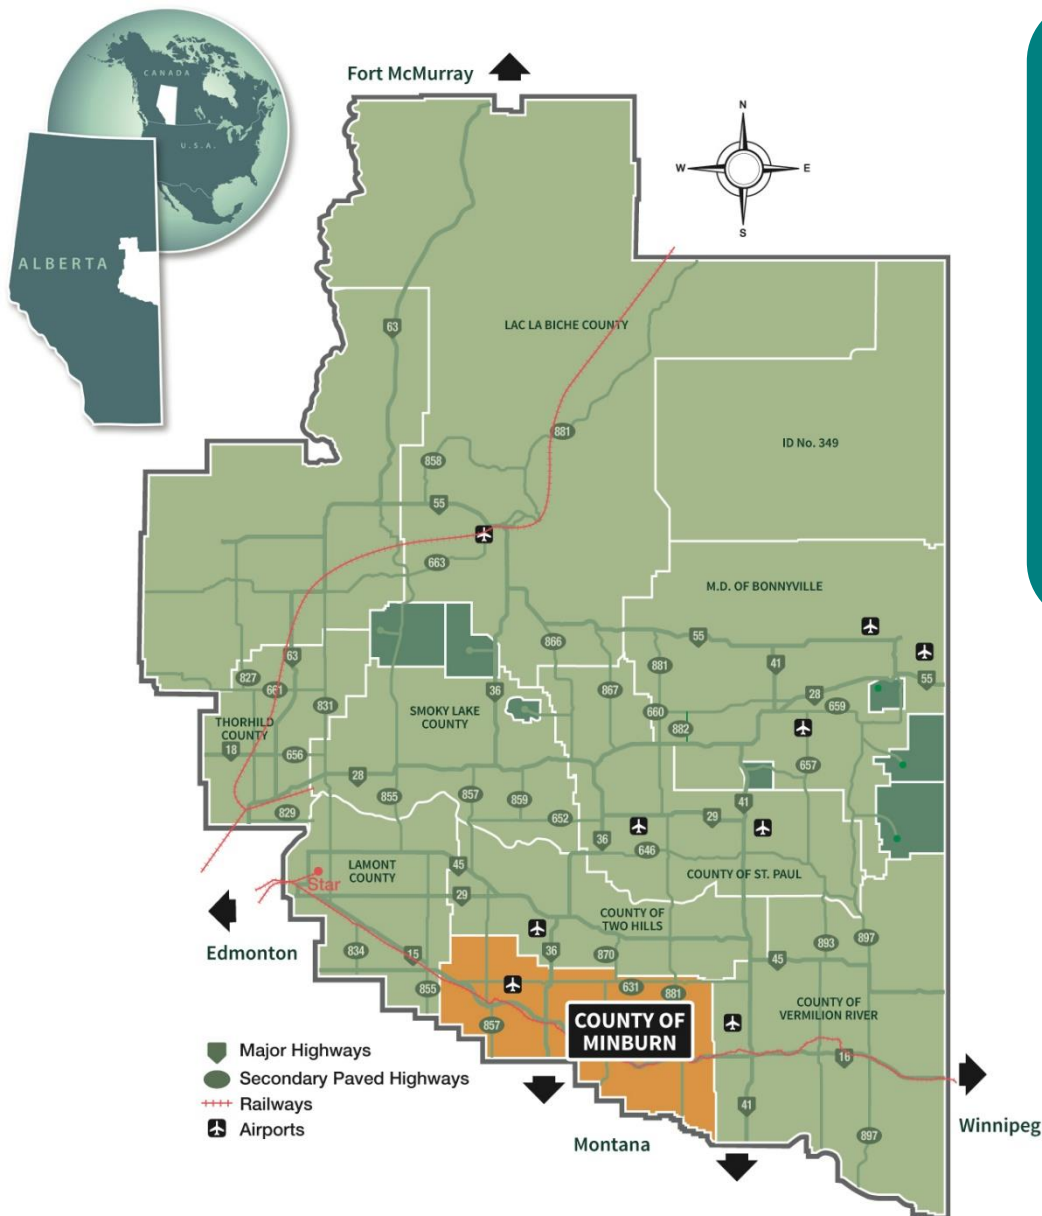 Fort McMurray
CANADA
U.S.A.
ALBERTA
N
W
E
S
63
LAC LA BICHE COUNTY
881
858
ID No. 349
55
663
M.D. OF BONNYVILLE
866
55
881
41
63
827
661
36
867
28
55
831
660
659
SMOKY LAKE
COUNTY
THORHILD
COUNTY
882
18
656
657
28
855
857
859
41
829
652
29
36
646
45
LAMONT
COUNTY
COUNTY OF ST. PAUL
Star
29
COUNTY OF
TWO HILLS
Edmonton
834
15
36
870
893
897
45
855
631
881
COUNTY OF
VERMILION RIVER
857
COUNTY OF
MINBURN
16
Major Highways
Secondary Paved Highways
Railways
Airports
41
Winnipeg
Montana
897